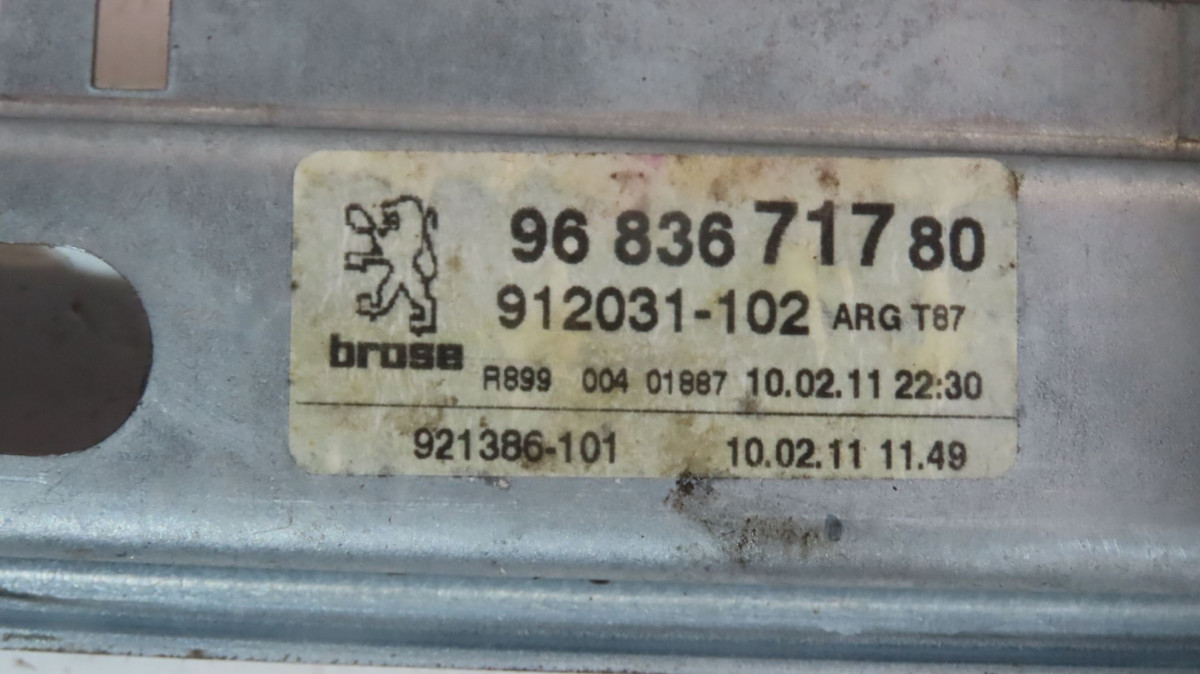 96 836 717 80
912031-102 ARG T87
brose
R899 004 01887 10.02.11 22:30
921386-101 10.02.11 11.49